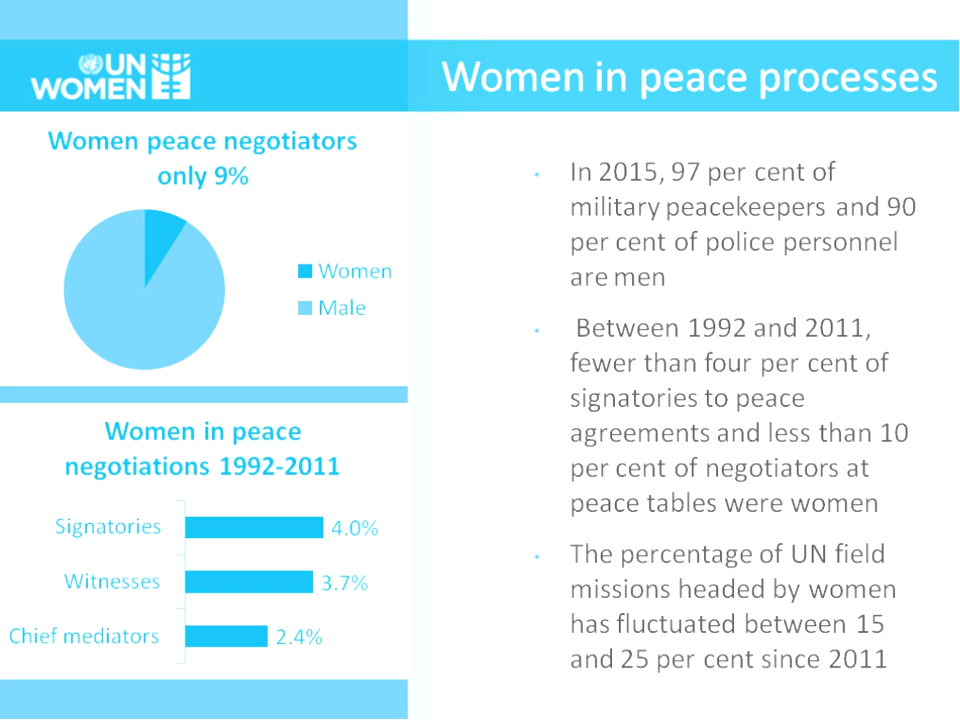 UN
WOMEN
Women in peace processes
Women peace negotiators
only 9%
Women
Male
Women in peace
negotiations 1992-2011
Signatories
4.0%
Witnesses
3.7%
Chief mediators
2.4%
• In 2015, 97 per cent of
military peacekeepers and 90
per cent of police personnel
are men
• Between 1992 and 2011,
fewer than four per cent of
signatories to peace
agreements and less than 10
per cent of negotiators at
peace tables were women
• The percentage of UN field
missions headed by women
has fluctuated between 15
and 25 per cent since 2011